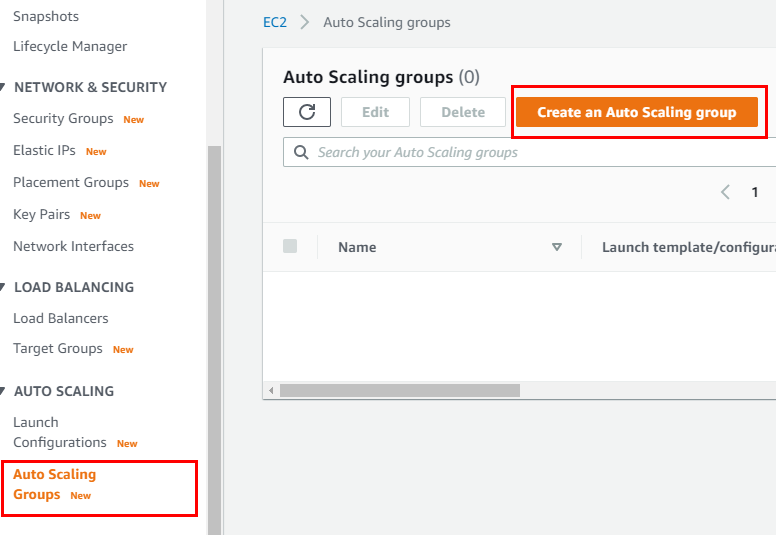 Snapshots
Lifecycle Manager
NETWORK & SECURITY
Security Groups New
Elastic IPs New
Placement Groups New
Key Pairs New
Network Interfaces
LOAD BALANCING
Load Balancers
Target Groups New
AUTO SCALING
Launch
Configurations New
Auto Scaling
Groups New
EC2 > Auto Scaling groups
Auto Scaling groups (0)
Edit Delete Create an Auto Scaling group
Search your Auto Scaling groups
1
Name Launch template/configura